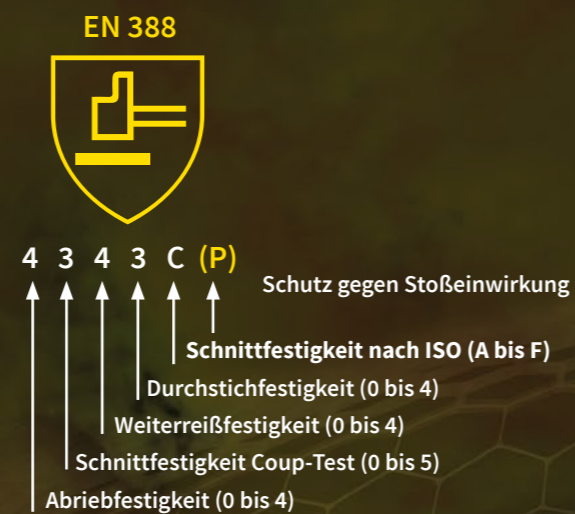 EN 388
4 3 4 3 C (P)
Schutz gegen Stoßeinwirkung
Schnittfestigkeit nach ISO (A bis F)
Durchstichfestigkeit (0 bis 4)
Weiterreißfestigkeit (0 bis 4)
Schnittfestigkeit Coup-Test (0 bis 5)
Abriebfestigkeit (0 bis 4)